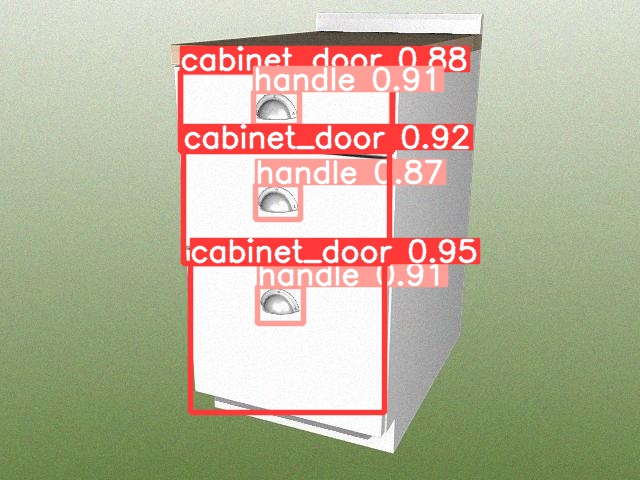 cabinet_door 0.88
handle 0.91
cabinet_door 0.92
handle 0.87
cabinet_door 0.95
handle 0.91